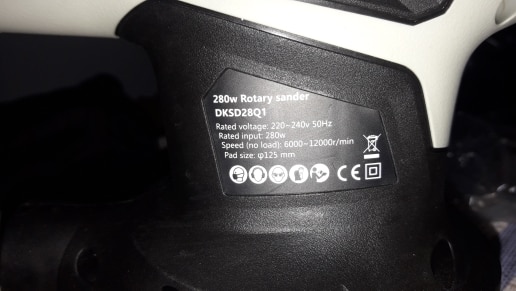 280w Rotary sander
DKSD28Q1
Rated voltage: 220~240v 50Hz
Rated input: 280w
Speed (no load): 6000~12000r/min
Pad size: φ125 mm
CE